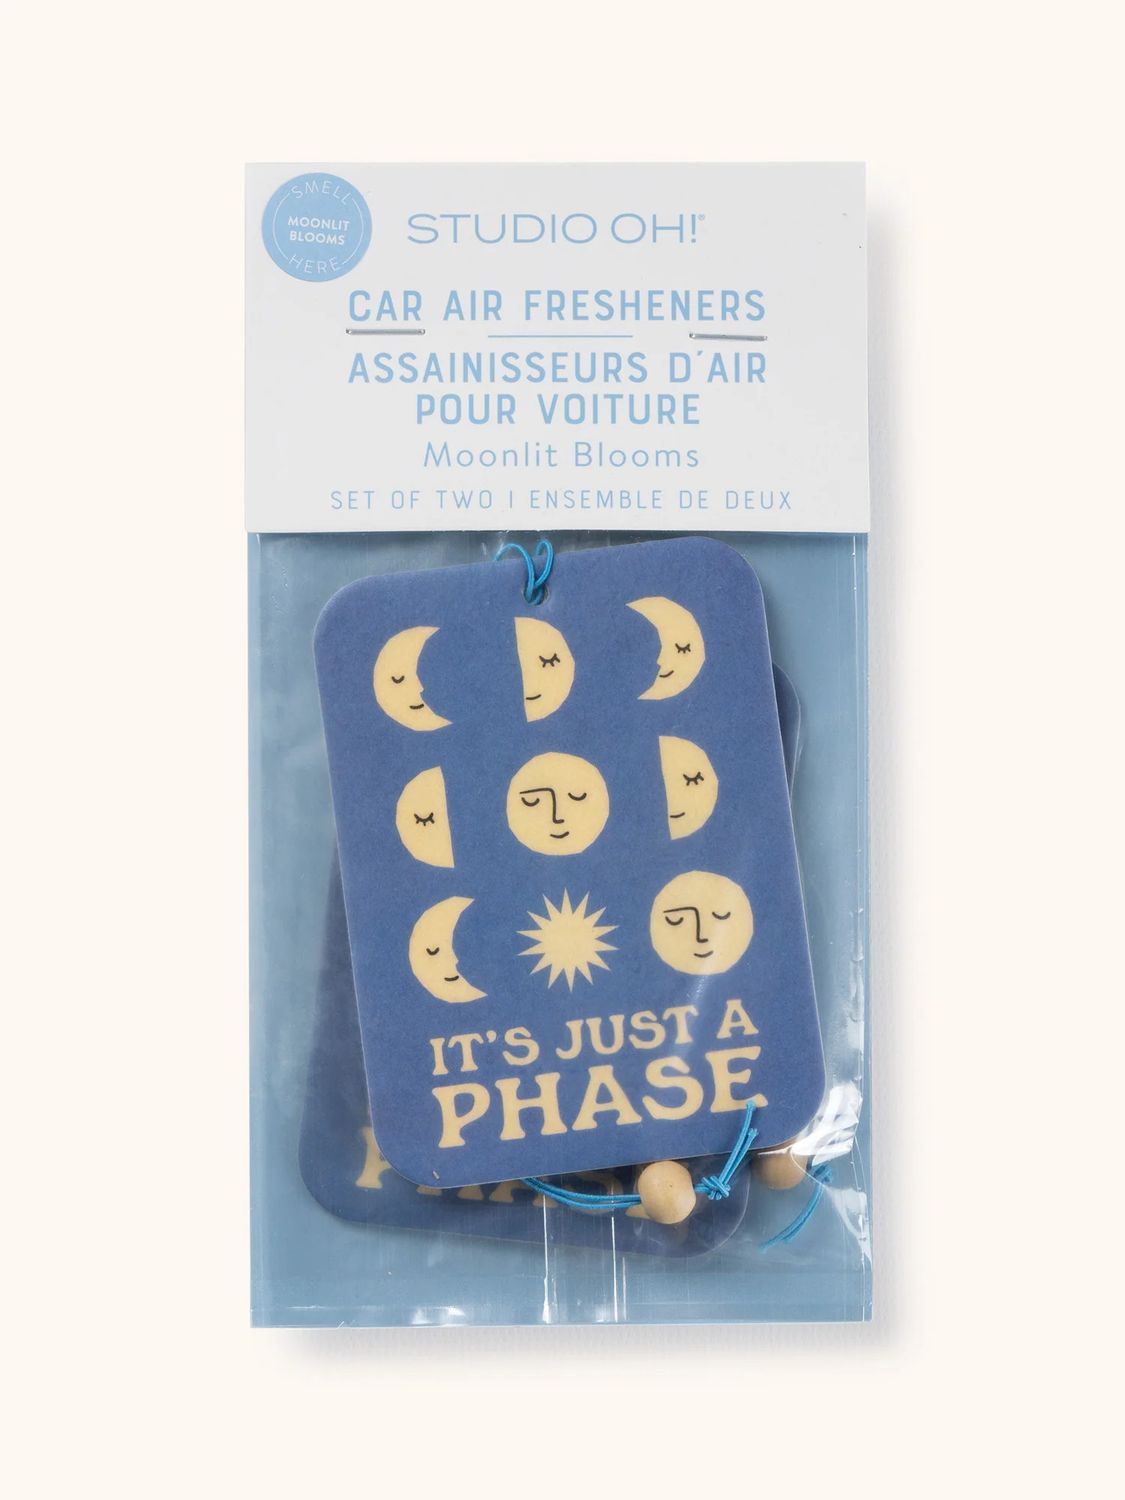 SMELL
MOONLIT
BLOOMS
HERE
STUDIO OH!®
CAR AIR FRESHENERS
ASSAINISSEURS D'AIR
POUR VOITURE
Moonlit Blooms
SET OF TWO | ENSEMBLE DE DEUX
IT'S JUST A
PHASE